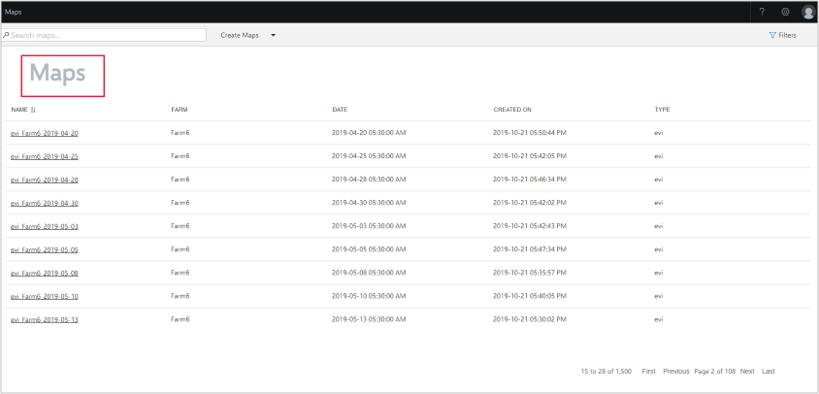 Maps
?
Search maps...
Create Maps
Filters
Maps
NAME FARM DATE CREATED ON TYPE
evi_Farm6_2019-04-20 Farm6 2019-04-20 05:30:00 AM 2019-10-21 05:50:44 PM evi
evi_Farm6_2019-04-25 Farm6 2019-04-25 05:30:00 AM 2019-10-21 05:42:05 PM evi
evi_Farm6_2019-04-28 Farm6 2019-04-28 05:30:00 AM 2019-10-21 05:46:34 PM evi
evi_Farm6_2019-04-30 Farm6 2019-04-30 05:30:00 AM 2019-10-21 05:42:02 PM evi
evi_Farm6_2019-05-03 Farm6 2019-05-03 05:30:00 AM 2019-10-21 05:42:43 PM evi
evi_Farm6_2019-05-05 Farm6 2019-05-05 05:30:00 AM 2019-10-21 05:47:34 PM evi
evi_Farm6_2019-05-08 Farm6 2019-05-08 05:30:00 AM 2019-10-21 05:35:57 PM evi
evi_Farm6_2019-05-10 Farm6 2019-05-10 05:30:00 AM 2019-10-21 05:40:05 PM evi
evi_Farm6_2019-05-13 Farm6 2019-05-13 05:30:00 AM 2019-10-21 05:30:02 PM evi
15 to 28 of 1,500 First Previous Page 2 of 108 Next Last